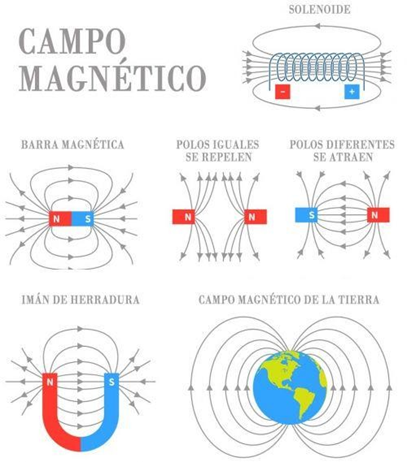 SOLENOIDE
CAMPO
MAGNÉTICO
- +
BARRA MAGNÉTICA
N S
POLOS IGUALES
SE REPELEN
N N
POLOS DIFERENTES
SE ATRAEN
S N
IMÁN DE HERRADURA
N S
CAMPO MAGNÉTICO DE LA TIERRA